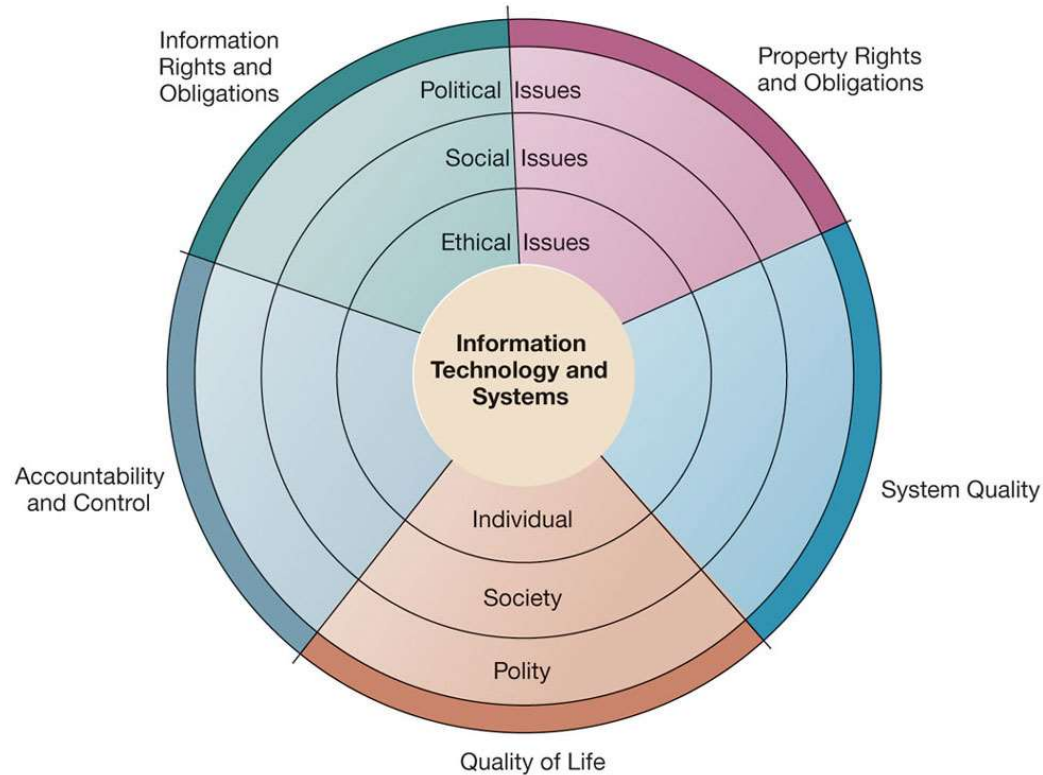 Information
Rights and
Obligations
Property Rights
and Obligations
Political Issues
Social Issues
Ethical Issues
Information
Technology and
Systems
Accountability
and Control
System Quality
Individual
Society
Polity
Quality of Life